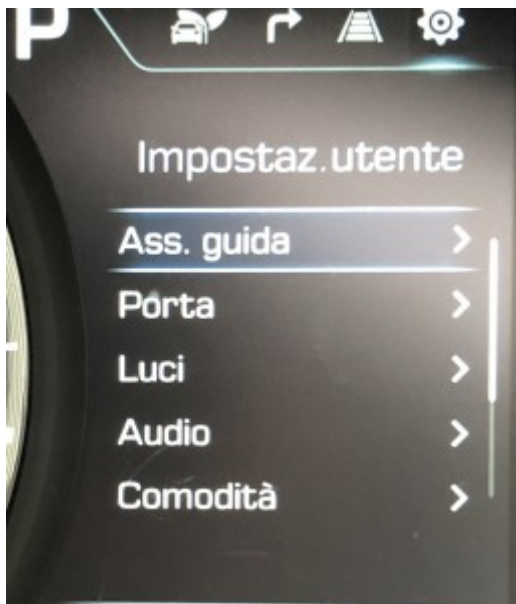 P
Impostaz.utente
Ass. guida
Porta
Luci
Audio
Comodità